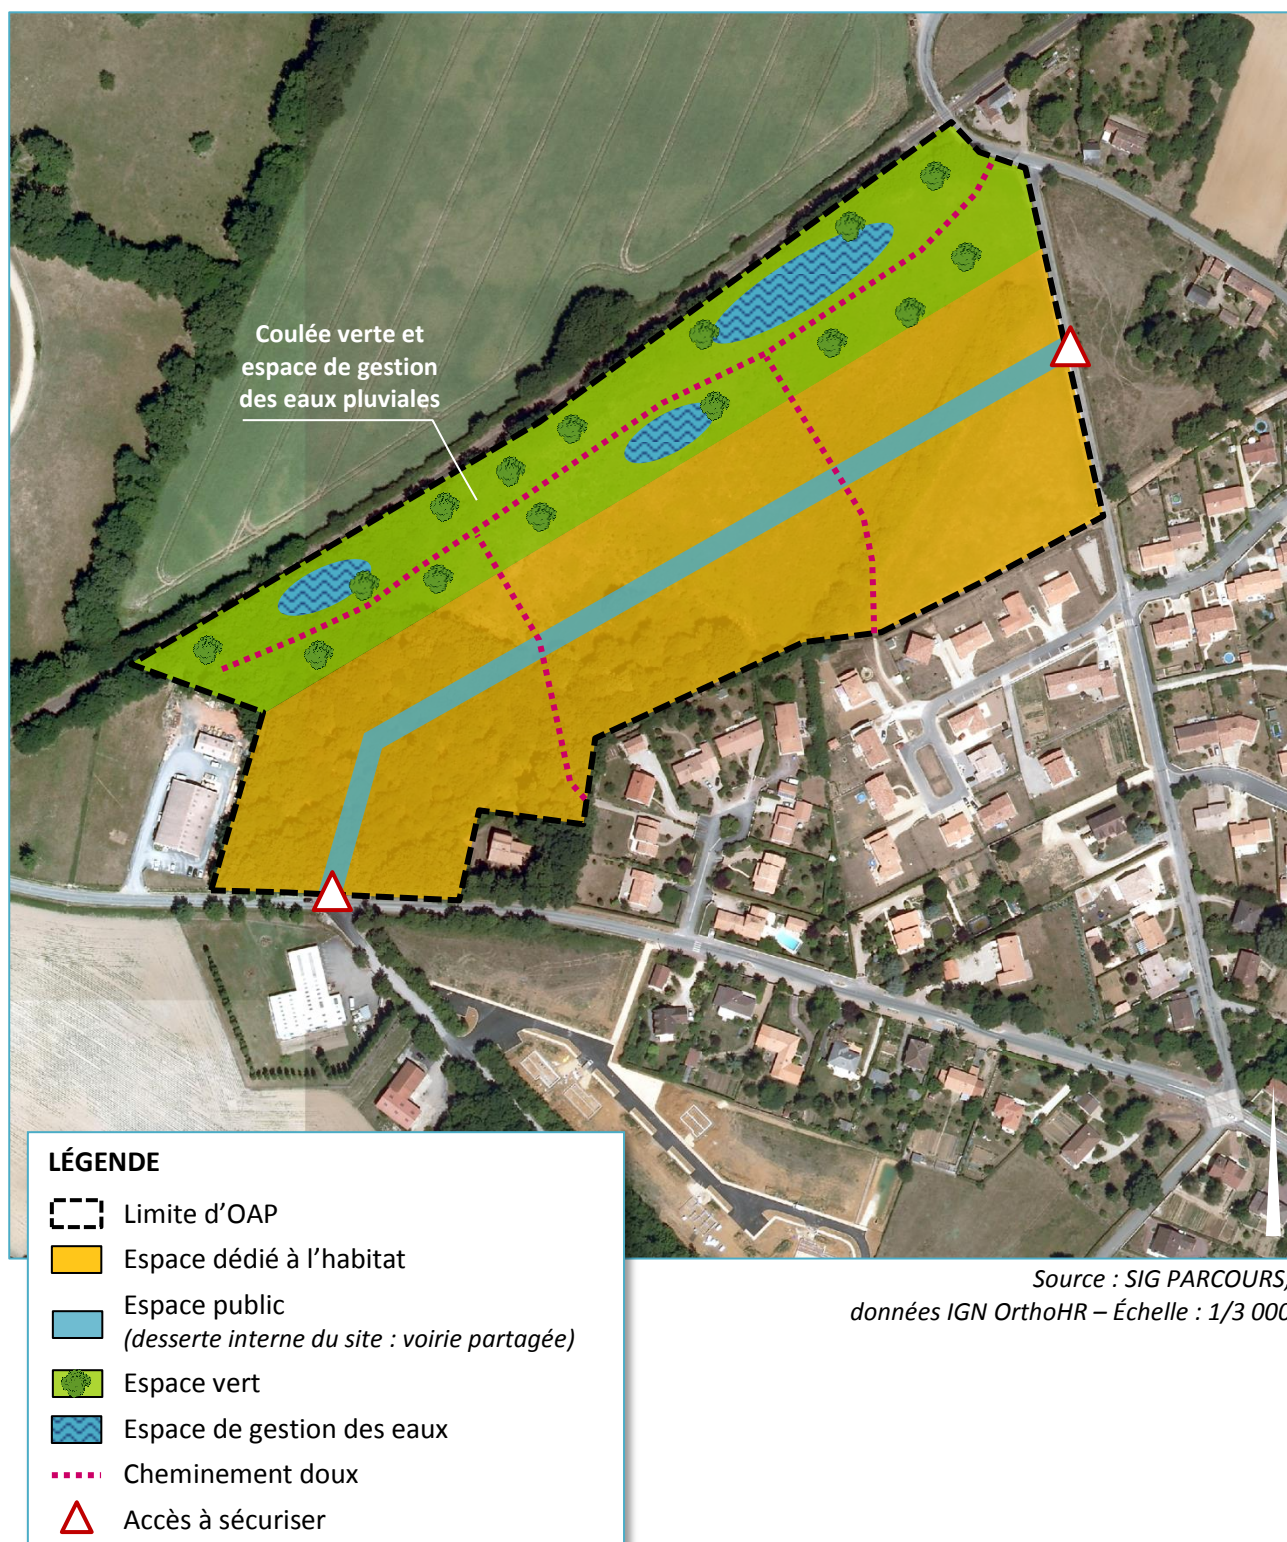 Coulée verte et
espace de gestion
des eaux pluviales
LÉGENDE
Limite d’OAP
Espace dédié à l’habitat
Espace public
(desserte interne du site : voirie partagée)
Espace vert
Espace de gestion des eaux
Cheminement doux
Accès à sécuriser
Source : SIG PARCOURS,
données IGN OrthoHR – Échelle : 1/3 000